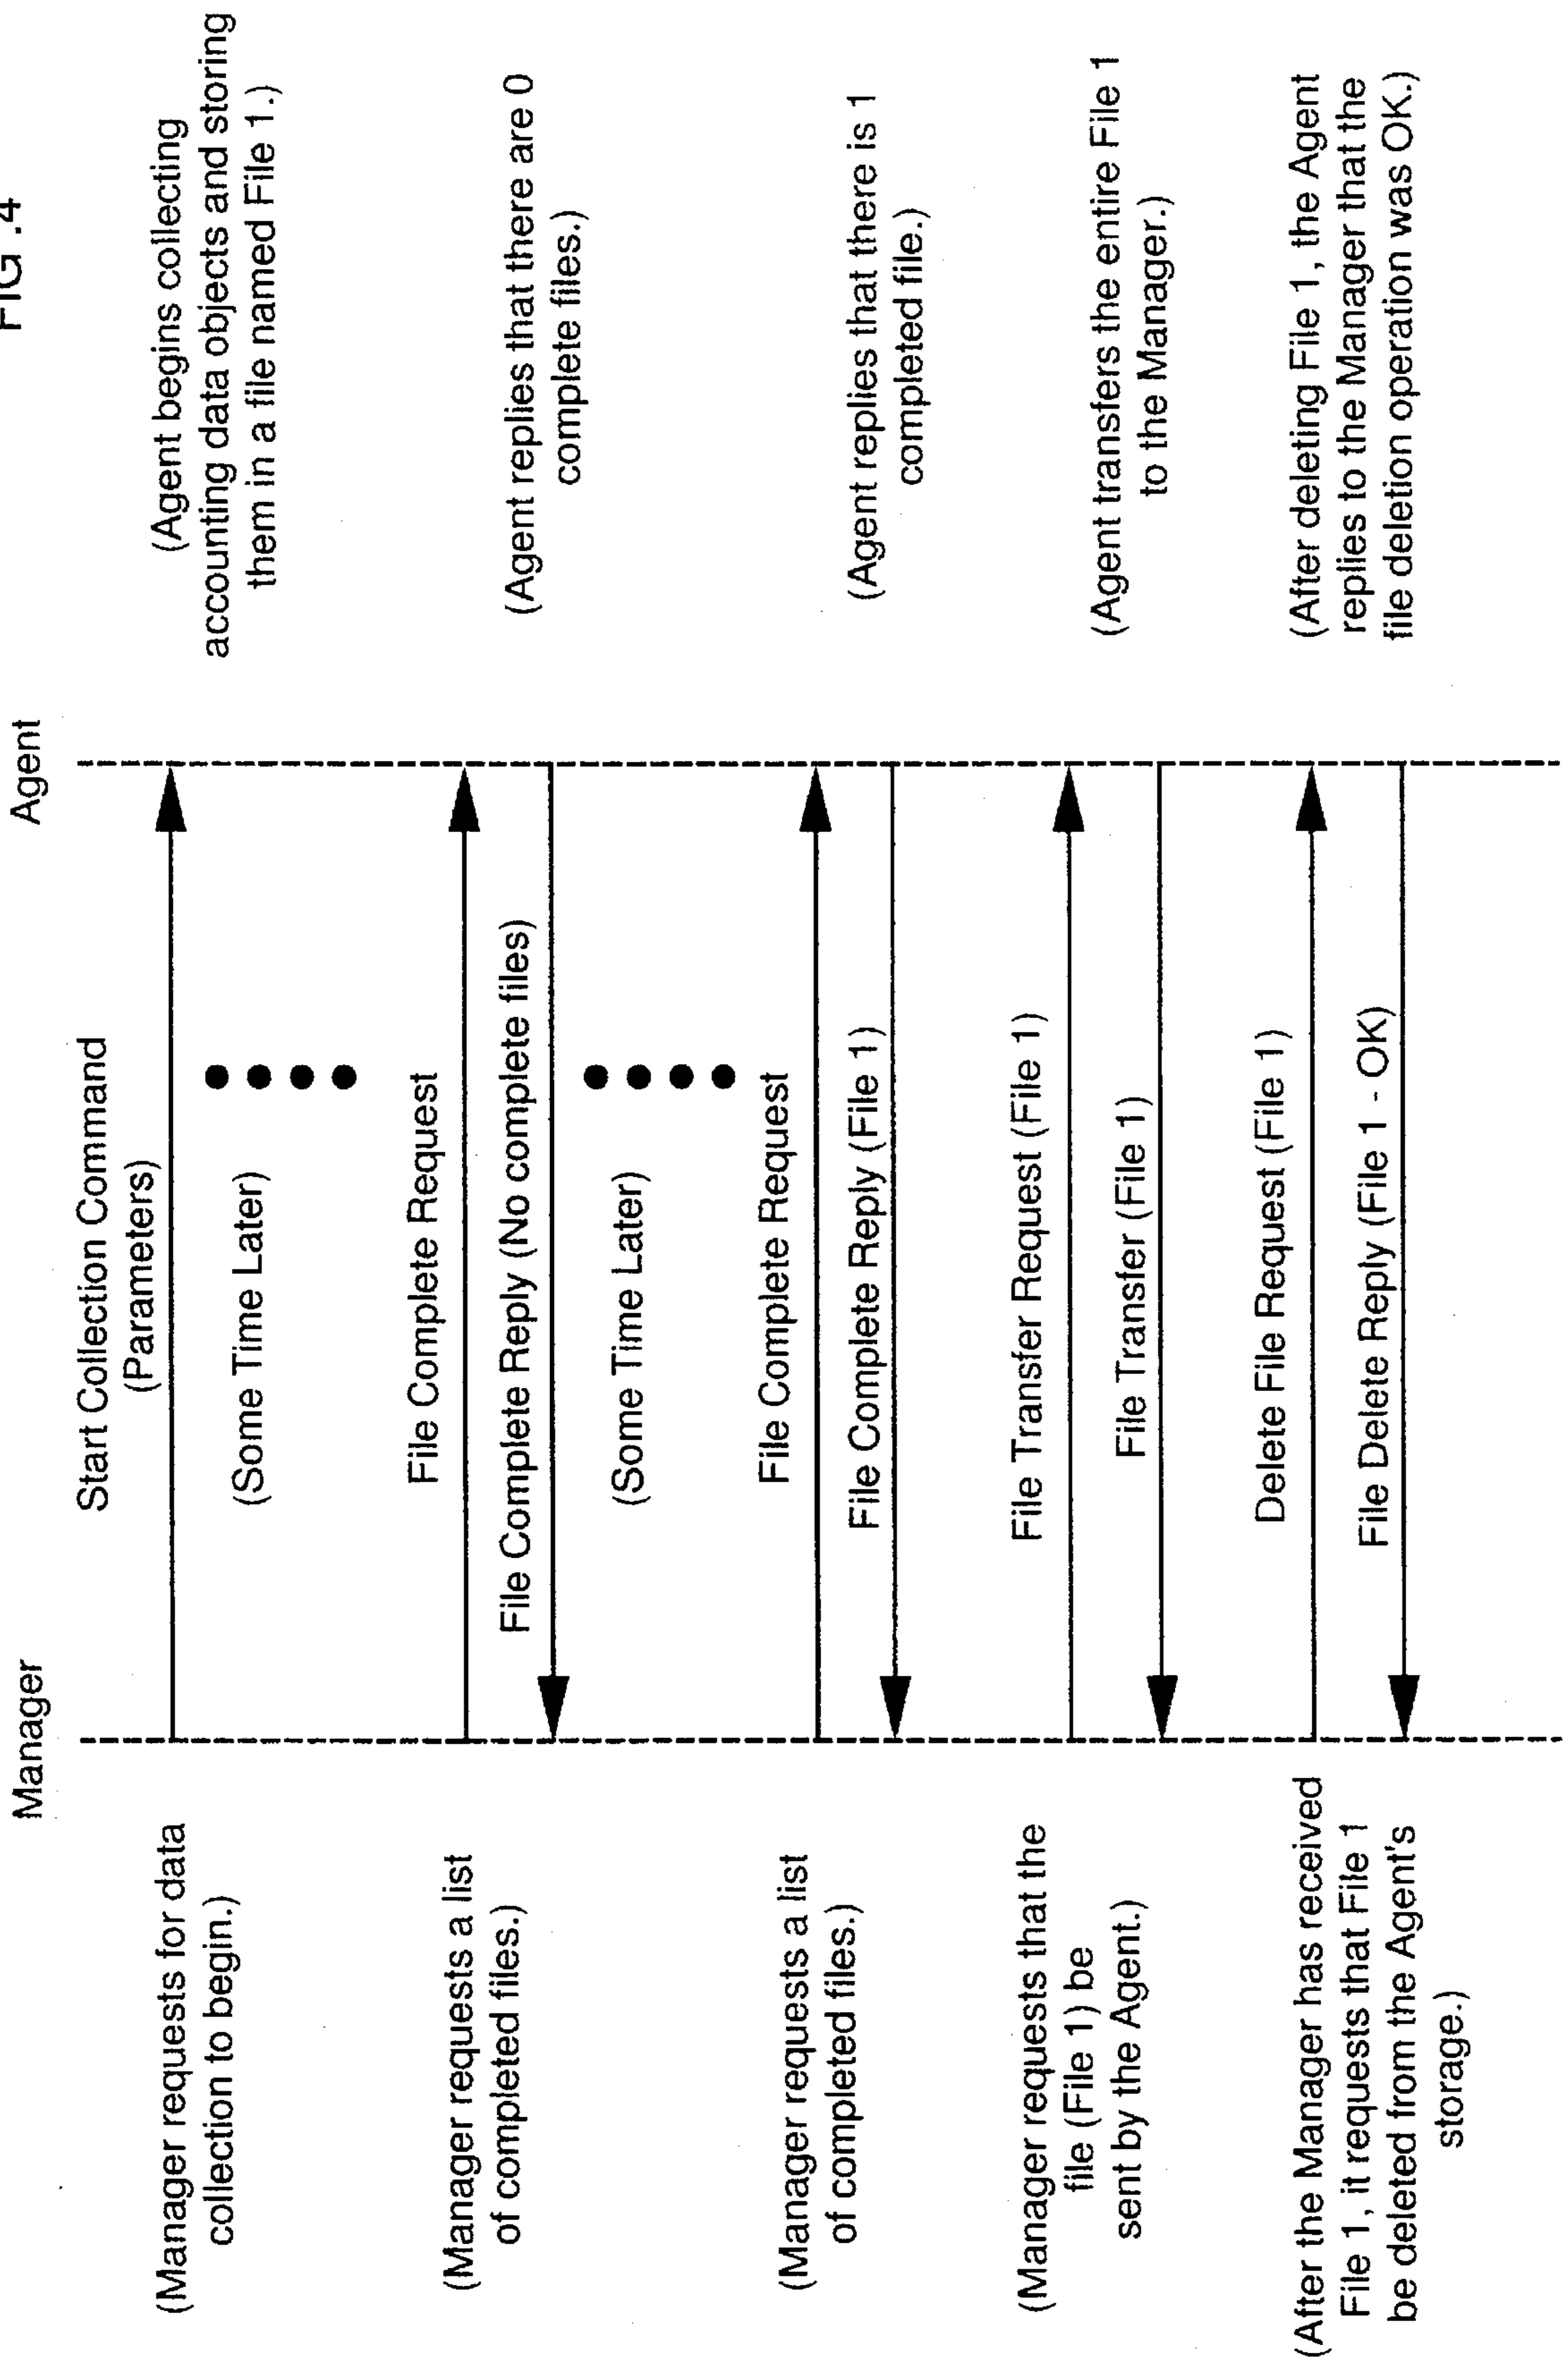 FIG .4
Manager
Agent
(Manager requests for data
collection to begin.)
Start Collection Command
(Parameters)
(Agent begins collecting
accounting data objects and storing
them in a file named File 1.)
(Some Time Later)
(Manager requests a list
of completed files.)
File Complete Request
File Complete Reply (No complete files)
(Agent replies that there are 0
complete files.)
(Some Time Later)
(Manager requests a list
of completed files.)
File Complete Request
File Complete Reply (File 1)
(Agent replies that there is 1
completed file.)
(Manager requests that the
file (File 1) be
sent by the Agent.)
File Transfer Request (File 1)
File Transfer (File 1)
(Agent transfers the entire File 1
to the Manager.)
(After the Manager has received
File 1, it requests that File 1
be deleted from the Agent's
storage.)
Delete File Request (File 1)
File Delete Reply (File 1 - OK)
(After deleting File 1, the Agent
replies to the Manager that the
file deletion operation was OK.)